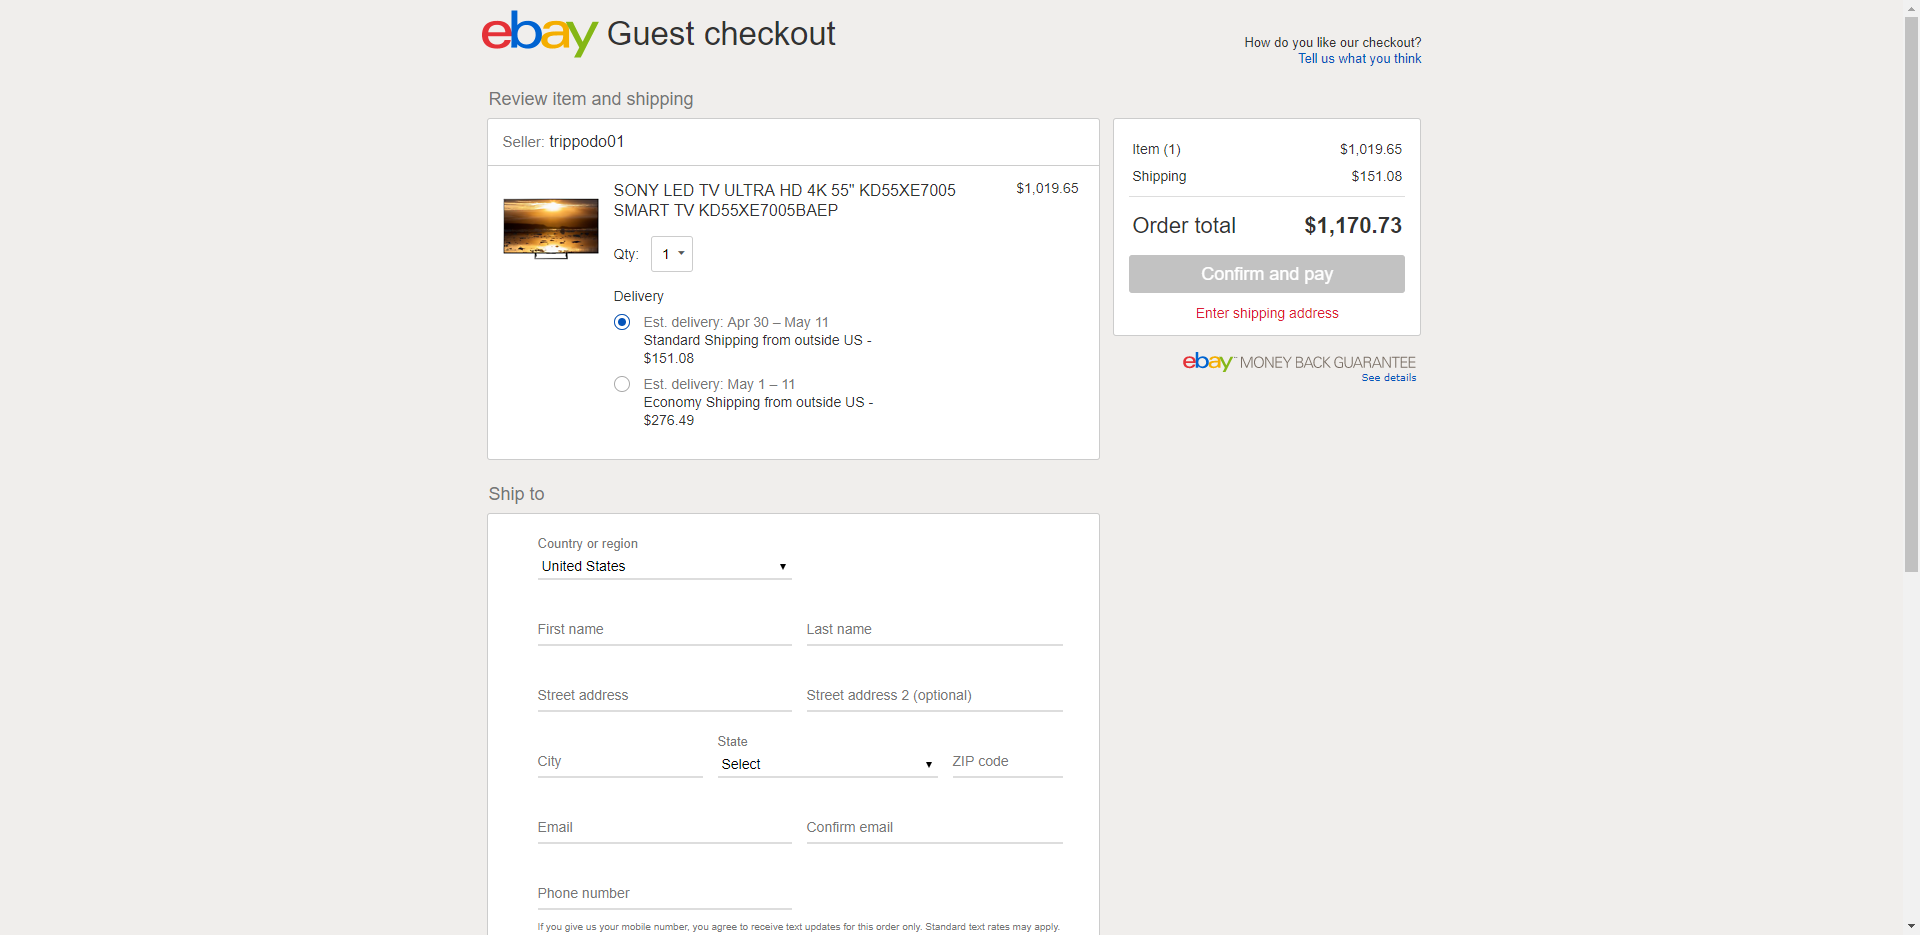 ebay Guest checkout
How do you like our checkout?
Tell us what you think
Review item and shipping
Seller: trippodo01
SONY LED TV ULTRA HD 4K 55" KD55XE7005
SMART TV KD55XE7005BAEP
$1,019.65
Qty: 1
Delivery
Est. delivery: Apr 30 – May 11
Standard Shipping from outside US -
$151.08
Est. delivery: May 1 – 11
Economy Shipping from outside US -
$276.49
Item (1) $1,019.65
Shipping $151.08
Order total $1,170.73
Confirm and pay
Enter shipping address
ebay™ MONEY BACK GUARANTEE
See details
Ship to
Country or region
United States
First name Last name
Street address Street address 2 (optional)
State
City Select ZIP code
Email Confirm email
Phone number
If you give us your mobile number, you agree to receive text updates for this order only. Standard text rates may apply.